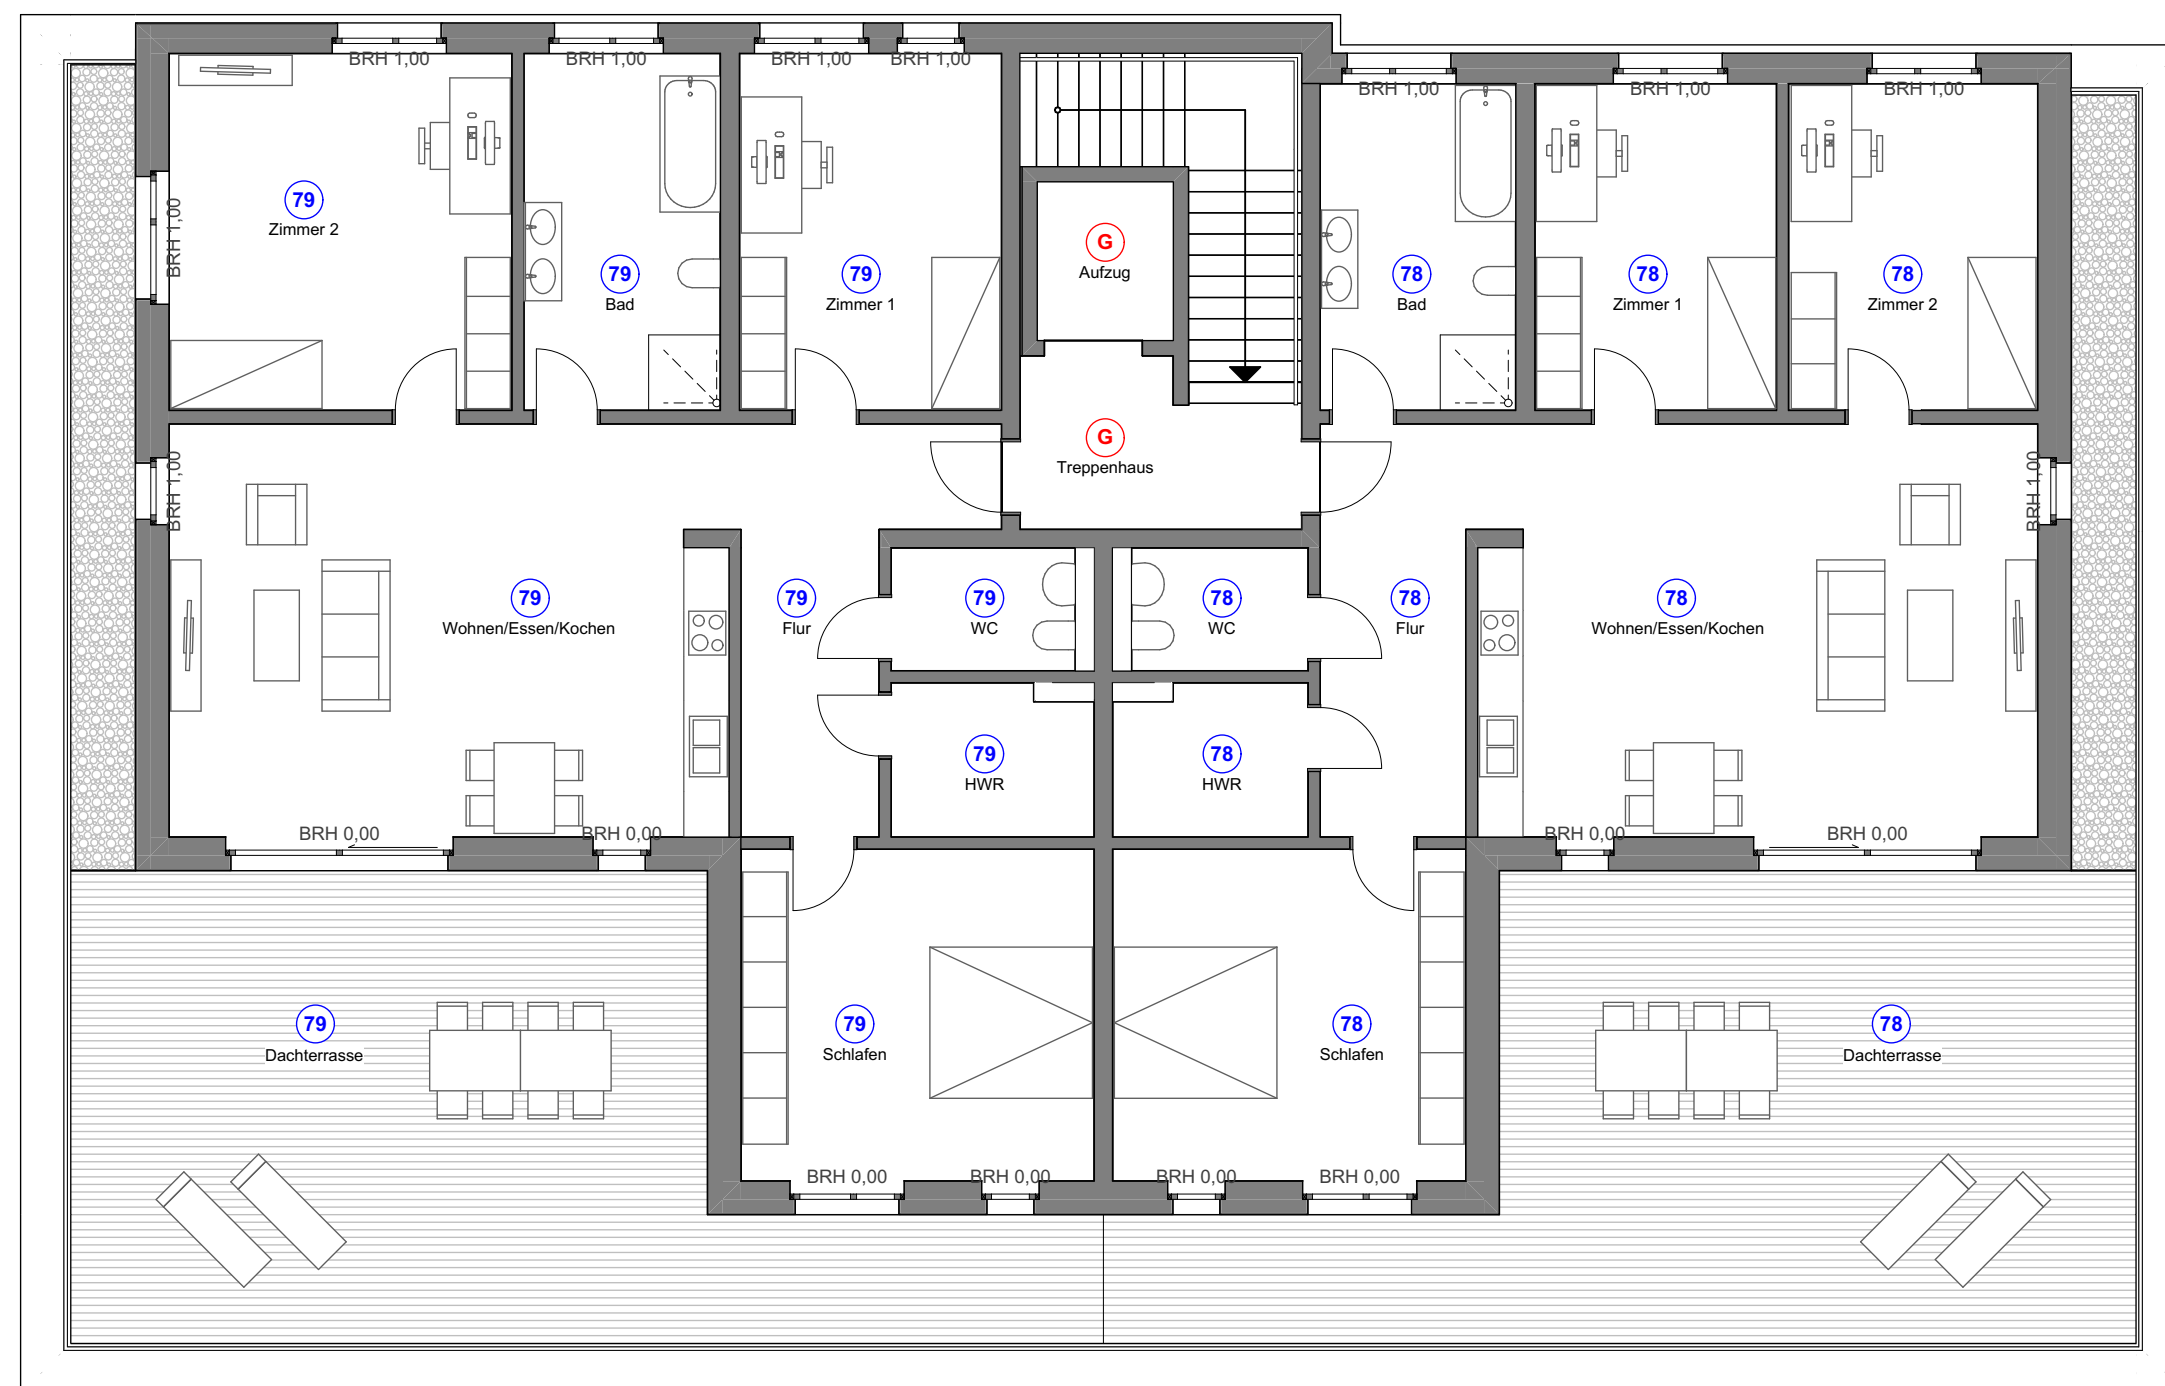 BRH 1,00
BRH 1,00
BRH 1,00
BRH 1,00
BRH 1,00
BRH 1,00
BRH 1,00
79
Zimmer 2
BRH 1,00
79
Bad
79
Zimmer 1
G
Aufzug
78
Bad
78
Zimmer 1
78
Zimmer 2
G
Treppenhaus
BRH 1,00
BRH 1,00
79
Wohnen/Essen/Kochen
79
Flur
79
WC
78
WC
78
Flur
78
Wohnen/Essen/Kochen
79
HWR
78
HWR
BRH 0,00
BRH 0,00
BRH 0,00
BRH 0,00
79
Dachterrasse
79
Schlafen
78
Schlafen
78
Dachterrasse
BRH 0,00
BRH 0,00
BRH 0,00
BRH 0,00